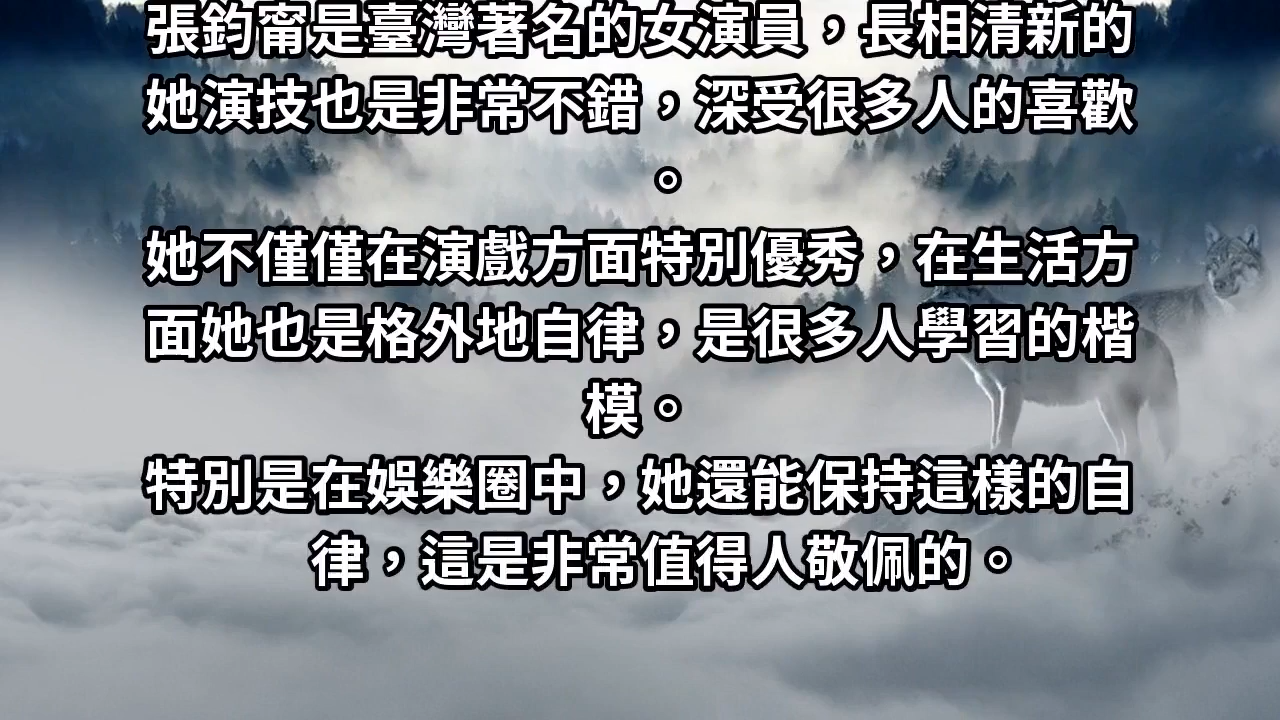 張鈞甯是臺灣著名的女演員，長相清新的
她演技也是非常不錯，深受很多人的喜歡
。
她不僅僅在演戲方面特別優秀，在生活方
面她也是格外地自律，是很多人學習的楷
模。
特別是在娛樂圈中，她還能保持這樣的自
律，這是非常值得人敬佩的。